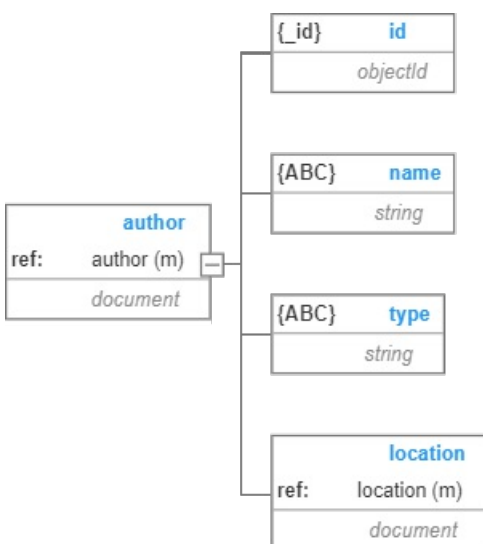 {_id} id
objectId
{ABC} name
string
author
ref: author (m)
document
{ABC} type
string
location
ref: location (m)
document